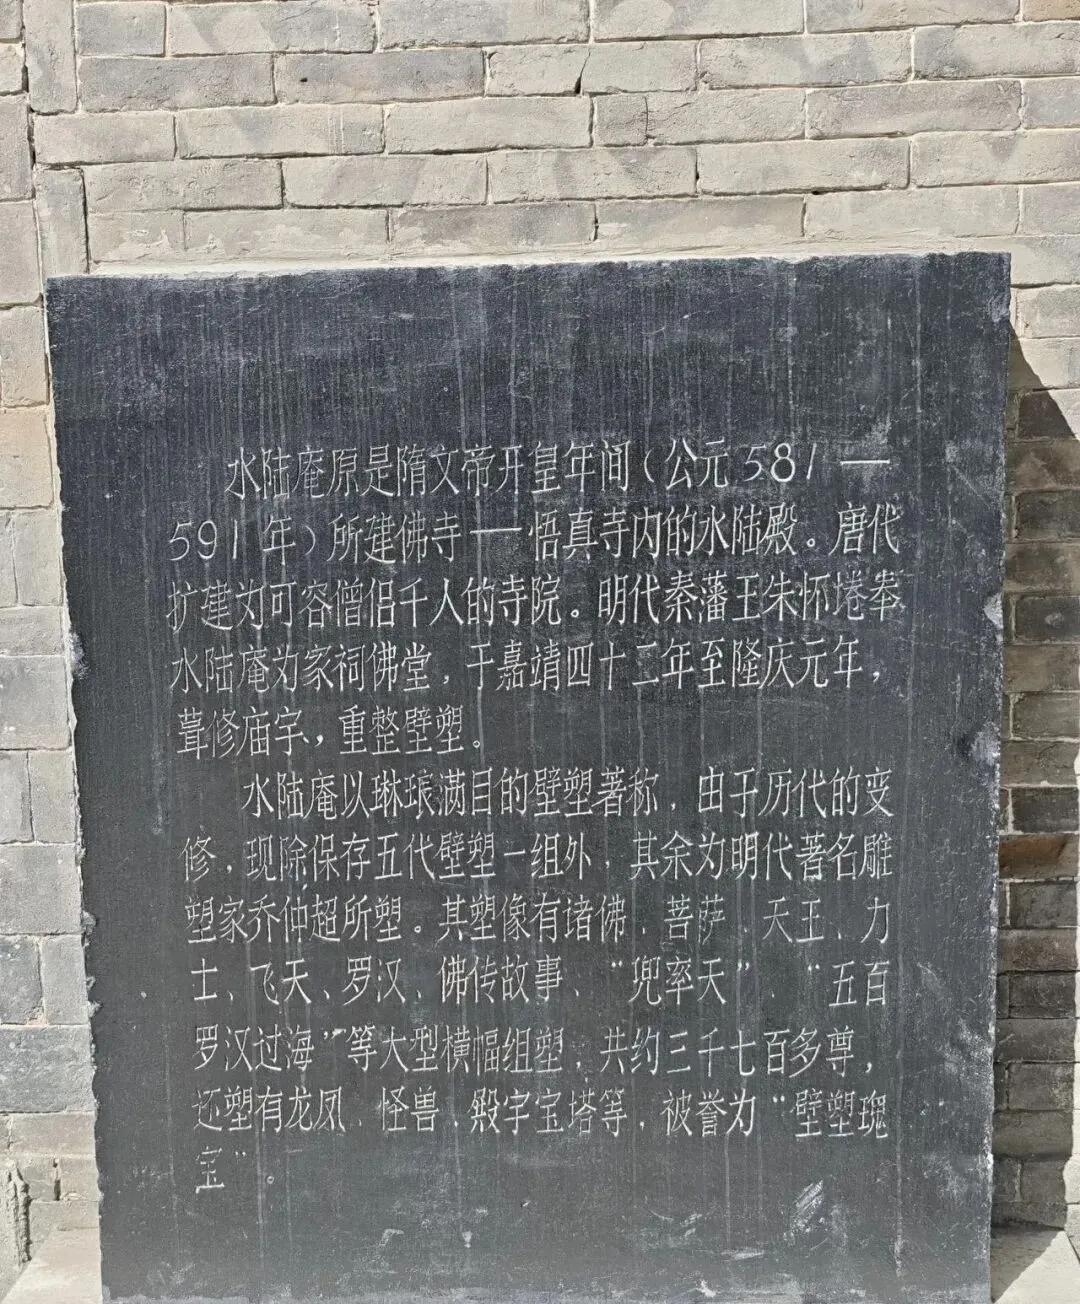 水陆庵原是隋文帝开皇年间（公元581—
591年）所建佛寺—悟真寺内的水陆殿。唐代
扩建为可容僧侣千人的寺院。明代秦藩王朱怀埢奉
水陆庵为家祠佛堂，于嘉靖四十二年至隆庆元年，
葺修庙宇，重整壁塑。
水陆庵以琳琅满目的壁塑著称，由于历代的变
修，现除保存五代壁塑一组外，其余为明代著名雕
塑家乔仲超所塑。其塑像有诸佛、菩萨、天王、力
士、飞天、罗汉、佛传故事、“兜率天”、“五百
罗汉过海”等大型横幅组塑，共约三千七百多尊，
还塑有龙凤、怪兽、殿宇宝塔等，被誉为“壁塑瑰
宝”。